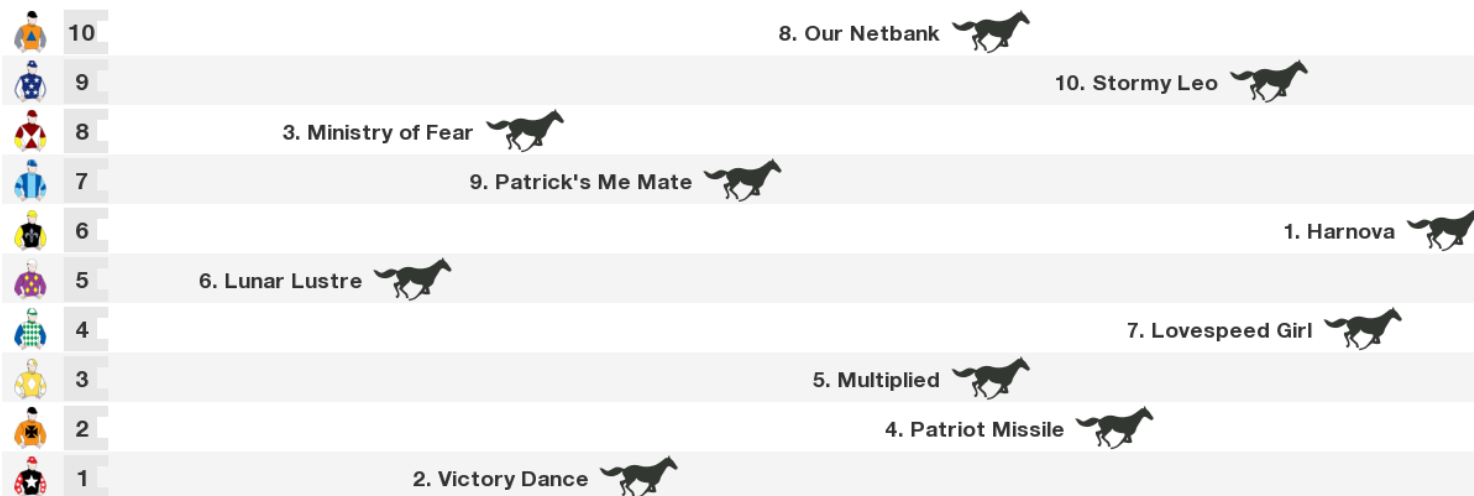 10 8. Our Netbank
9 10. Stormy Leo
8 3. Ministry of Fear
7 9. Patrick's Me Mate
6 1. Harnova
5 6. Lunar Lustre
4 7. Lovespeed Girl
3 5. Multiplied
2 4. Patriot Missile
1 2. Victory Dance